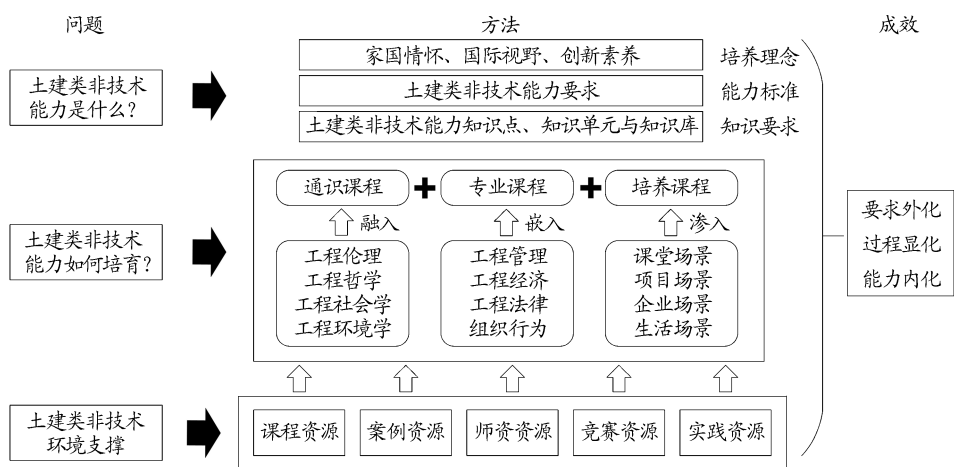 问题
方法
成效
土建类非技术
能力是什么?
家国情怀、国际视野、创新素养
培养理念
土建类非技术能力要求
能力标准
土建类非技术能力知识点、知识单元与知识库
知识要求
土建类非技术
能力如何培育?
通识课程
专业课程
培养课程
融入
嵌入
渗入
工程伦理
工程哲学
工程社会学
工程环境学
工程管理
工程经济
工程法律
组织行为
课堂场景
项目场景
企业场景
生活场景
要求外化
过程显化
能力内化
土建类非技术
环境支撑
课程资源
案例资源
师资资源
竞赛资源
实践资源